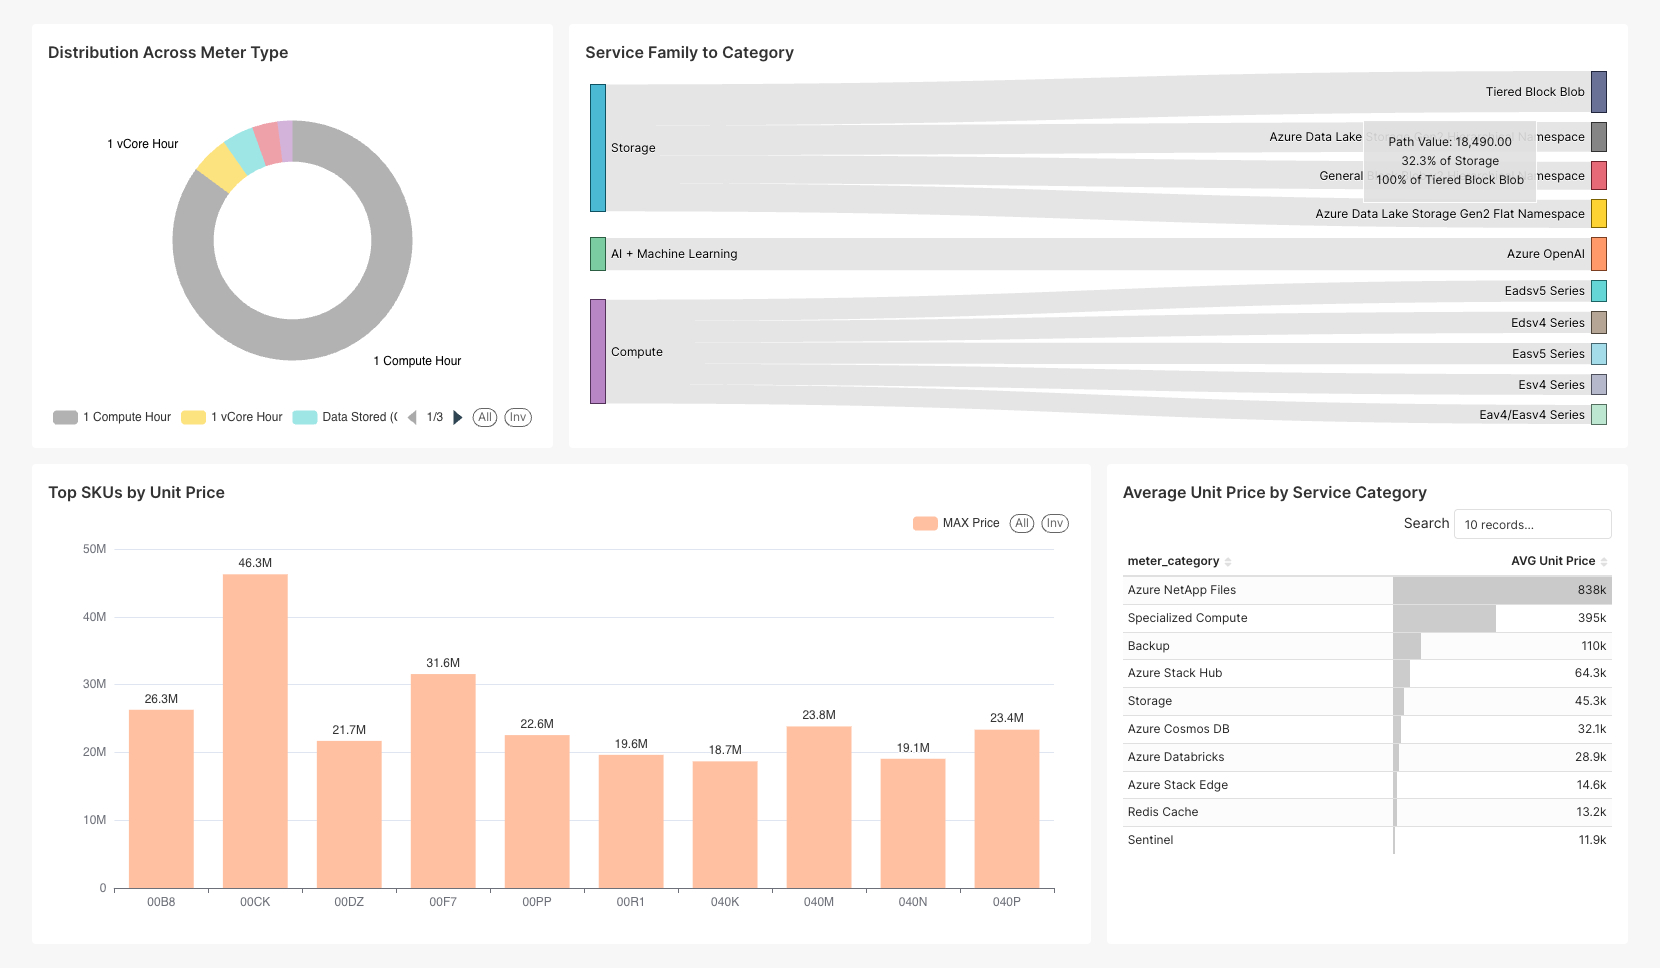 Distribution Across Meter Type
1 vCore Hour
1 Compute Hour
1 Compute Hour
1 vCore Hour
Data Stored ((
1/3
All
Inv
Service Family to Category
Storage
AI + Machine Learning
Compute
Tiered Block Blob
Azure Data Lake Storage Gen2 Hierarchical Namespace
Path Value: 18,490.00
32.3% of Storage
100% of Tiered Block Blob
General
Namespace
Azure Data Lake Storage Gen2 Flat Namespace
Azure OpenAI
Eadsv5 Series
Edsv4 Series
Easv5 Series
Esv4 Series
Eav4/Easv4 Series
Top SKUs by Unit Price
MAX Price
All
Inv
50M
40M
30M
20M
10M
0
26.3M
46.3M
21.7M
31.6M
22.6M
19.6M
18.7M
23.8M
19.1M
23.4M
00B8
00CK
00DZ
00F7
00PP
00R1
040K
040M
040N
040P
Average Unit Price by Service Category
Search
10 records...
meter_category AVG Unit Price
Azure NetApp Files 838k
Specialized Compute 395k
Backup 110k
Azure Stack Hub 64.3k
Storage 45.3k
Azure Cosmos DB 32.1k
Azure Databricks 28.9k
Azure Stack Edge 14.6k
Redis Cache 13.2k
Sentinel 11.9k